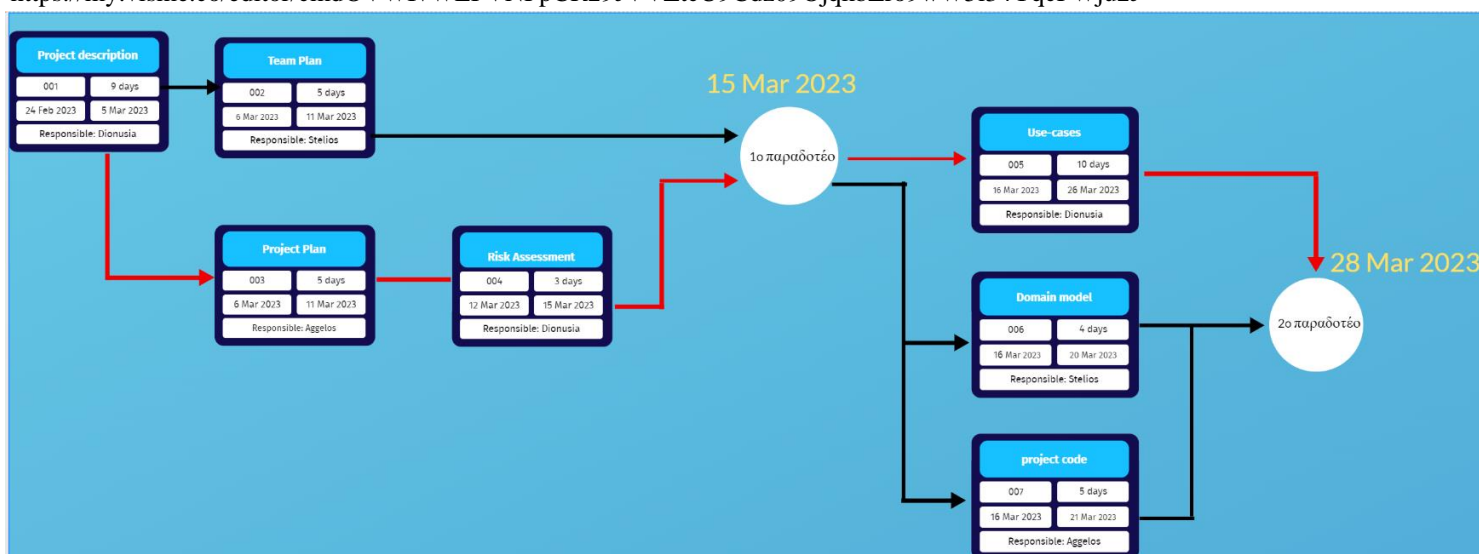 Project description
001 9 days
24 Feb 2023 5 Mar 2023
Responsible: Dionusia
Team Plan
002 5 days
6 Mar 2023 11 Mar 2023
Responsible: Stelios
Project Plan
003 5 days
6 Mar 2023 11 Mar 2023
Responsible: Aggelos
Risk Assessment
004 3 days
12 Mar 2023 15 Mar 2023
Responsible: Dionusia
15 Mar 2023
1ο παραδοτέο
Use-cases
005 10 days
16 Mar 2023 26 Mar 2023
Responsible: Dionusia
Domain model
006 4 days
16 Mar 2023 20 Mar 2023
Responsible: Stelios
project code
007 5 days
16 Mar 2023 21 Mar 2023
Responsible: Aggelos
28 Mar 2023
2ο παραδοτέο